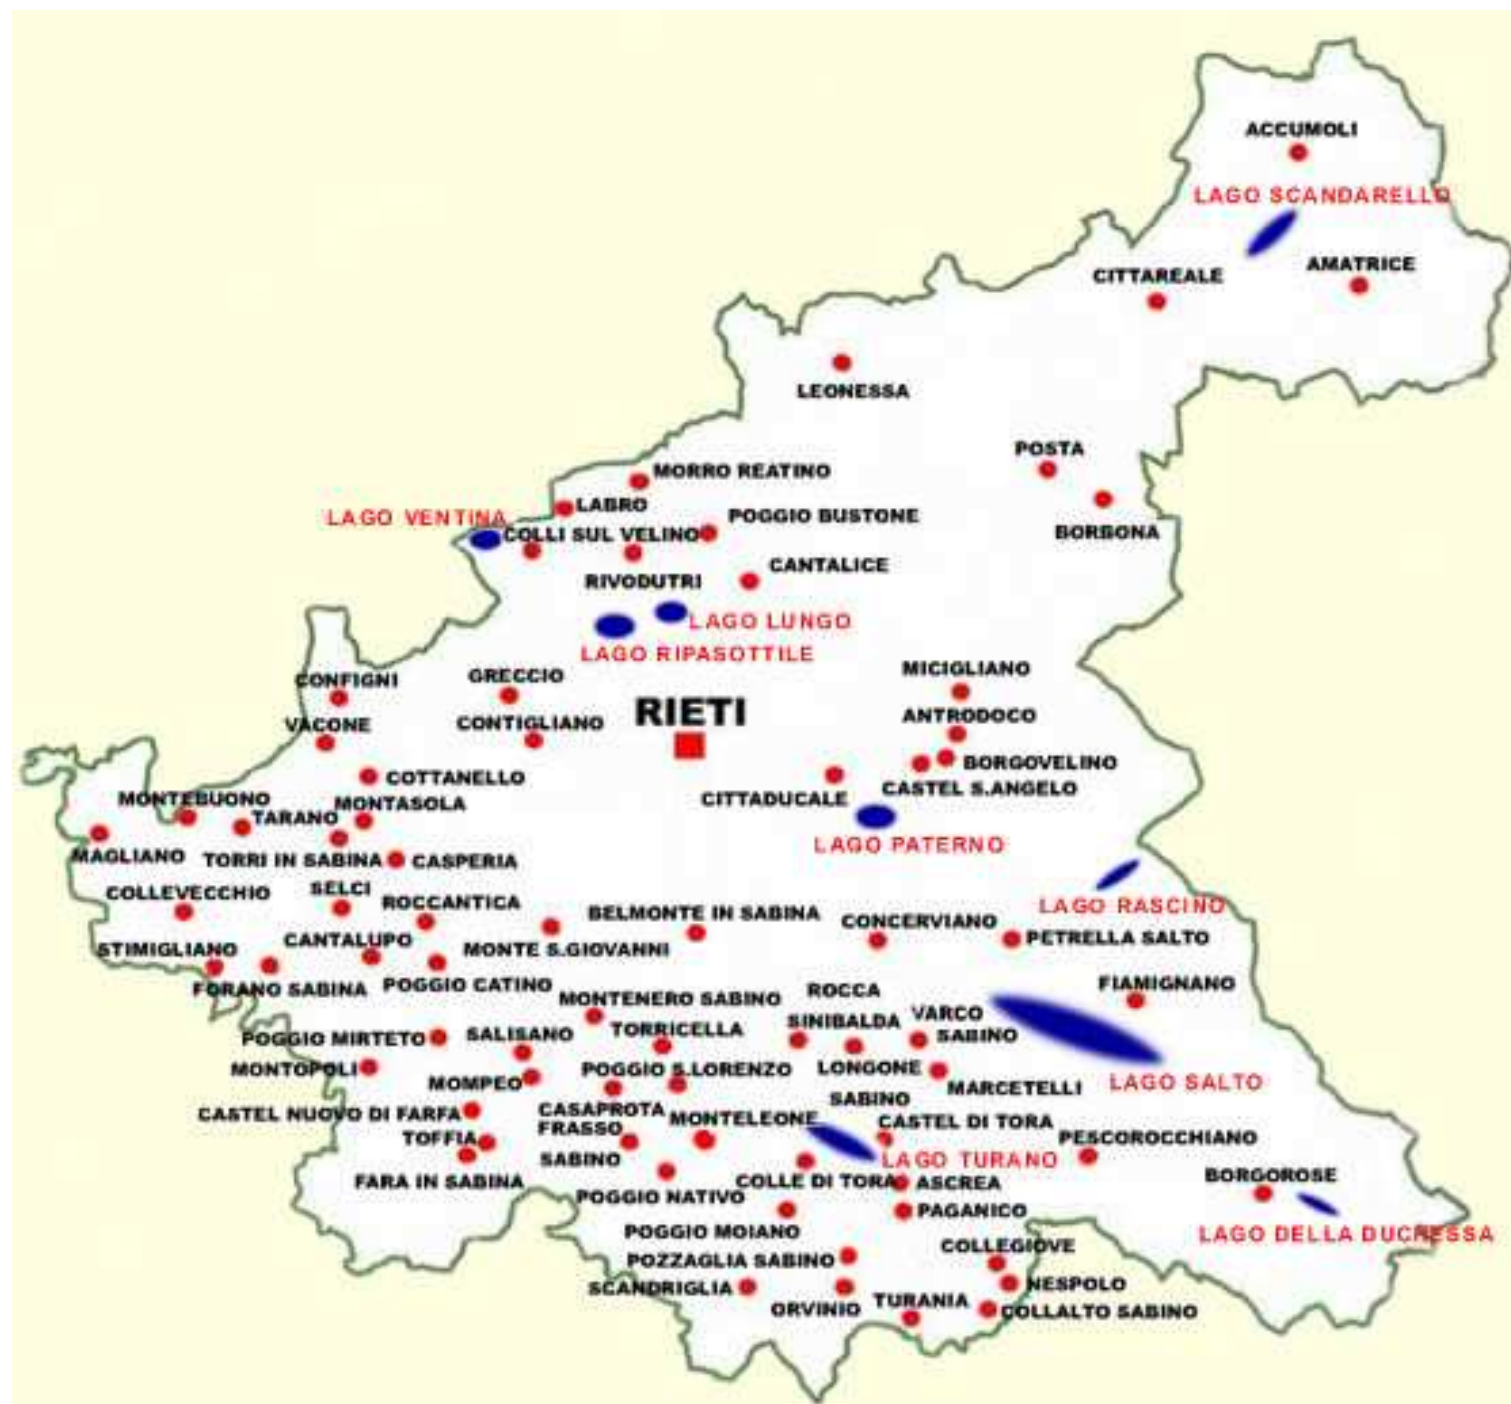 ACCUMOLI
LAGO SCANDARELLO
AMATRICE
CITTAREALE
LEONESSA
POSTA
MORRO REATINO
LABRO
LAGO VENTINA
POGGIO BUSTONE
COLLI SUL VELINO
BORBONA
CANTALICE
RIVODUTRI
LAGO LUNGO
LAGO RIPASOTTILE
MICIGLIANO
GRECCIO
CONFIGNI
RIETI
ANTRODOCO
CONTIGLIANO
VACONE
BORGOVELINO
COTTANELLO
CASTEL S.ANGELO
CITTADUCALE
MONTEBUONO
MONTASOLA
TARANO
LAGO PATERNO
MAGLIANO
TORRI IN SABINA
CASPERIA
SELCI
COLLEVECCHIO
ROCCANTICA
LAGO RASCINO
BELMONTE IN SABINA
CONCERVIANO
PETRELLA SALTO
CANTALUPO
STIMIGLIANO
MONTE S.GIOVANNI
FIAMIGNANO
POGGIO CATINO
FORANO SABINA
ROCCA
SINIBALDA
MONTENERO SABINO
VARCO
SABINO
TORRICELLA
SALISANO
POGGIO MIRTETO
MONTOPOLI
POGGIO S.LORENZO
LONGONE
SABINO
LAGO SALTO
MOMPEO
MARCETELLI
CASAPROTA
CASTEL NUOVO DI FARFA
MONTELEONE
CASTEL DI TORA
FRASSO
SABINO
TOFFIA
PESCOROCCHIANO
LAGO TURANO
BORGOROSE
FARA IN SABINA
COLLE DI TORA
ASCREA
POGGIO NATIVO
PAGANICO
POGGIO MOIANO
LAGO DELLA DUCHESSA
COLLEGIOVE
POZZAGLIA SABINO
NESPOLO
SCANDRIGLIA
TURANIA
ORVINIO
COLLALTO SABINO